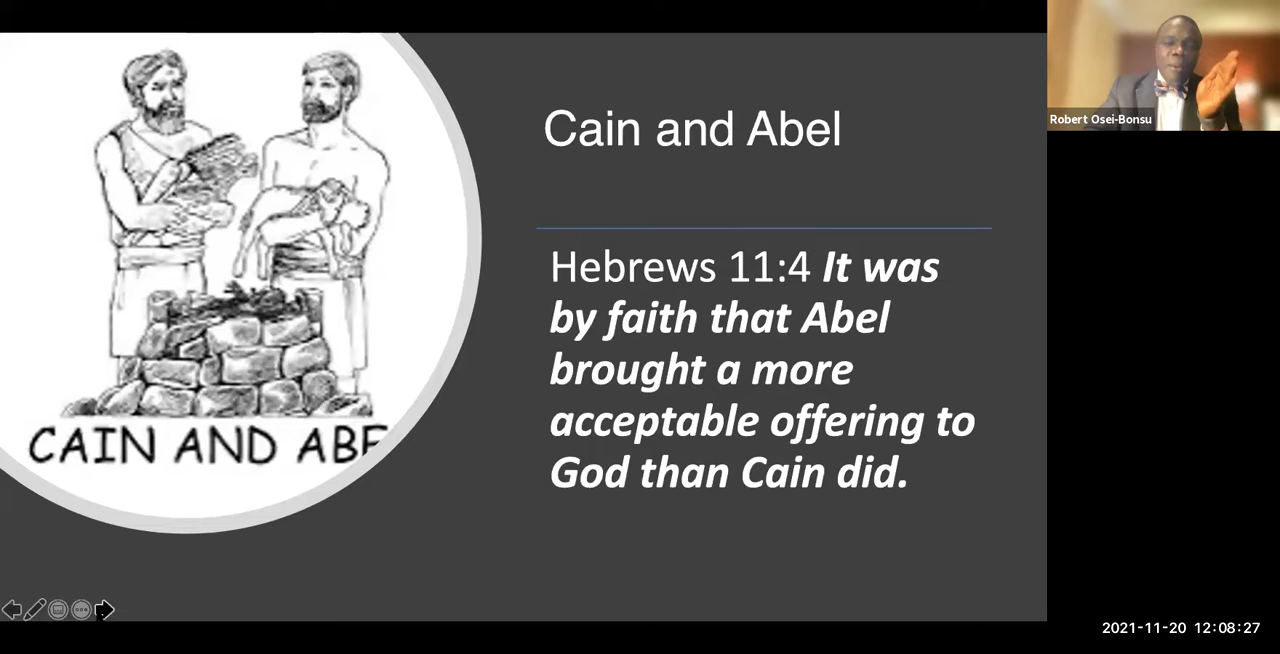 CAIN AND ABE
Cain and Abel
Hebrews 11:4 It was
by faith that Abel
brought a more
acceptable offering to
God than Cain did.
Robert Osei-Bonsu
2021-11-20 12:08:27